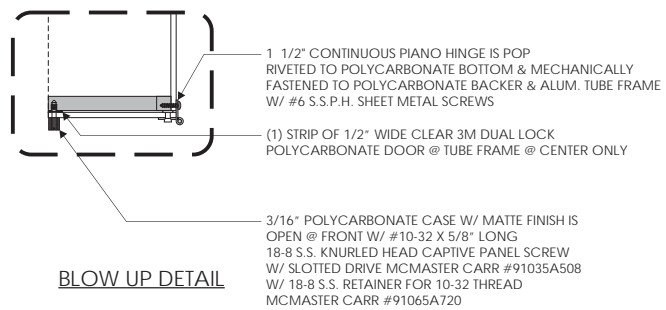 1 1/2" CONTINUOUS PIANO HINGE IS POP
RIVETED TO POLYCARBONATE BOTTOM & MECHANICALLY
FASTENED TO POLYCARBONATE BACKER & ALUM. TUBE FRAME
W/ #6 S.S.P.H. SHEET METAL SCREWS
(1) STRIP OF 1/2” WIDE CLEAR 3M DUAL LOCK
POLYCARBONATE DOOR @ TUBE FRAME @ CENTER ONLY
3/16” POLYCARBONATE CASE W/ MATTE FINISH IS
OPEN @ FRONT W/ #10-32 X 5/8” LONG
18-8 S.S. KNURLED HEAD CAPTIVE PANEL SCREW
W/ SLOTTED DRIVE MCMASTER CARR #91035A508
W/ 18-8 S.S. RETAINER FOR 10-32 THREAD
MCMASTER CARR #91065A720
BLOW UP DETAIL